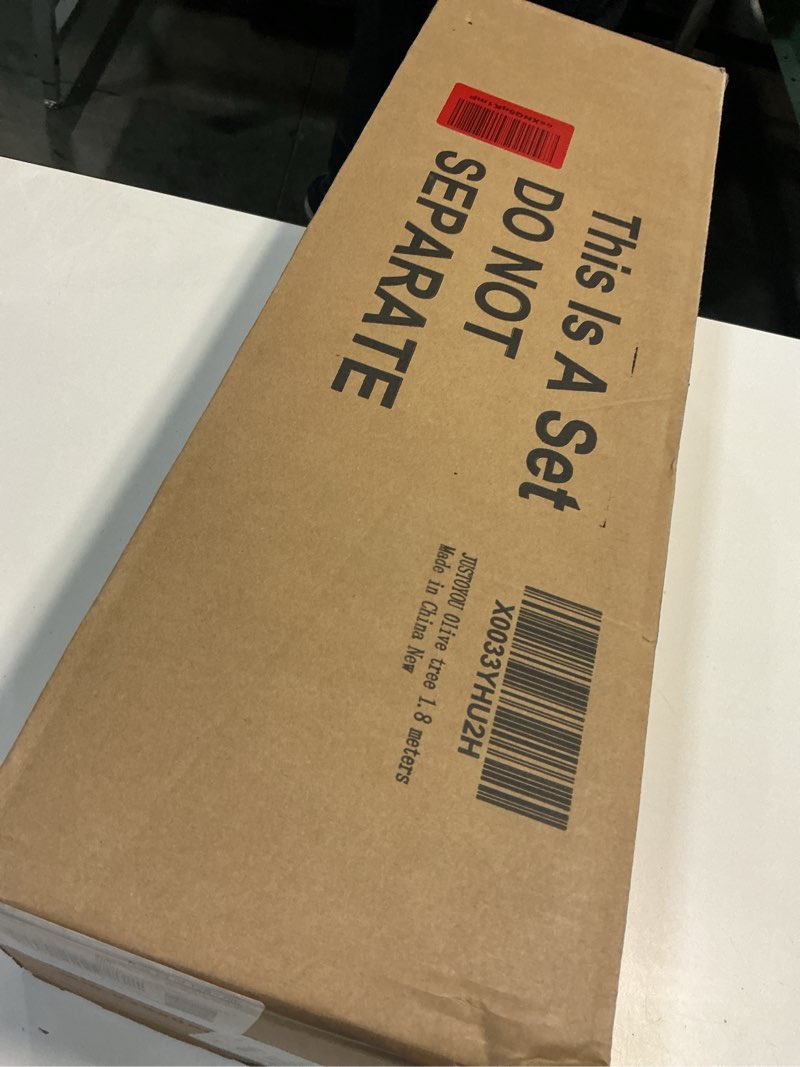 This Is A Set
DO NOT
SEPARATE
X0033YHU2H
JUSTOYOU Olive tree 1.8 meters
Made in China New